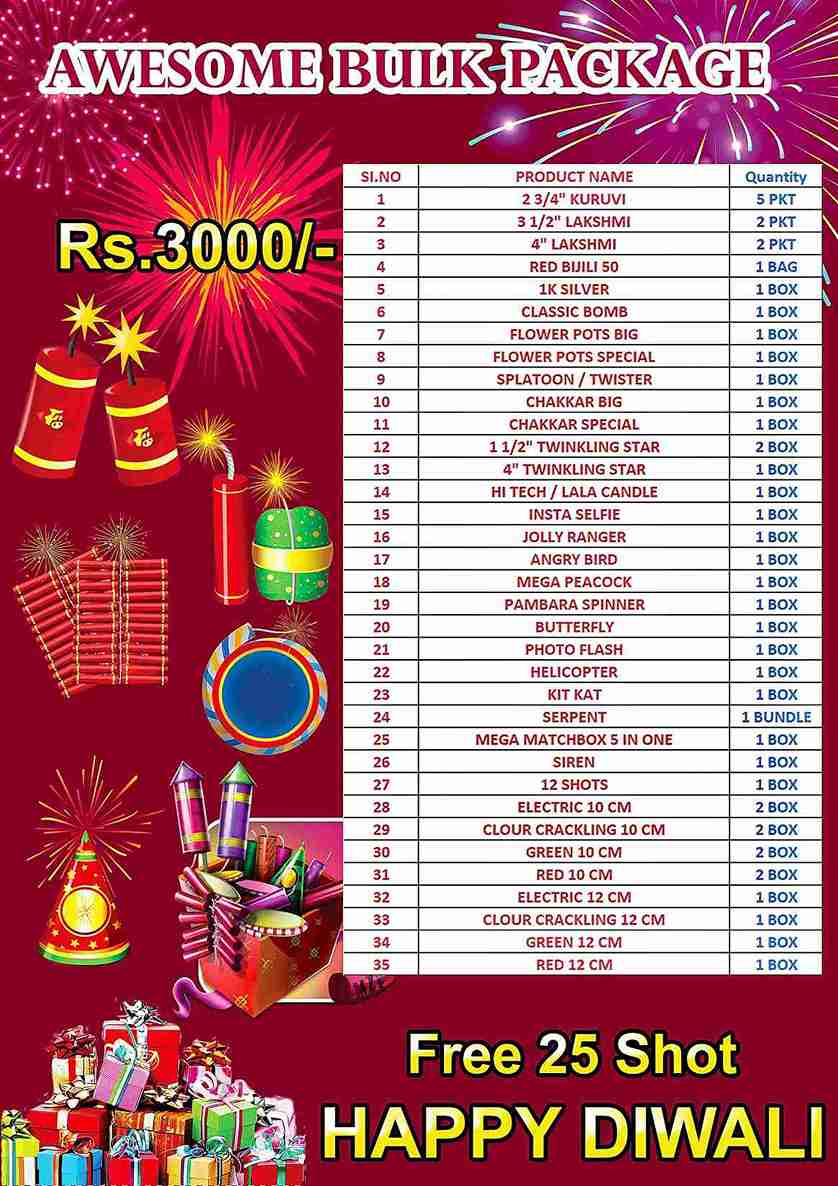 AWESOME BULK PACKAGE
Rs.3000/-
SI.NO PRODUCT NAME Quantity
1 2 3/4" KURUVI 5 PKT
2 3 1/2" LAKSHMI 2 PKT
3 4" LAKSHMI 2 PKT
4 RED BIJILI 50 1 BAG
5 1K SILVER 1 BOX
6 CLASSIC BOMB 1 BOX
7 FLOWER POTS BIG 1 BOX
8 FLOWER POTS SPECIAL 1 BOX
9 SPLATOON / TWISTER 1 BOX
10 CHAKKAR BIG 1 BOX
11 CHAKKAR SPECIAL 1 BOX
12 1 1/2" TWINKLING STAR 2 BOX
13 4" TWINKLING STAR 1 BOX
14 HI TECH / LALA CANDLE 1 BOX
15 INSTA SELFIE 1 BOX
16 JOLLY RANGER 1 BOX
17 ANGRY BIRD 1 BOX
18 MEGA PEACOCK 1 BOX
19 PAMBARA SPINNER 1 BOX
20 BUTTERFLY 1 BOX
21 PHOTO FLASH 1 BOX
22 HELICOPTER 1 BOX
23 KIT KAT 1 BOX
24 SERPENT 1 BUNDLE
25 MEGA MATCHBOX 5 IN ONE 1 BOX
26 SIREN 1 BOX
27 12 SHOTS 1 BOX
28 ELECTRIC 10 CM 2 BOX
29 CLOUR CRACKLING 10 CM 2 BOX
30 GREEN 10 CM 2 BOX
31 RED 10 CM 2 BOX
32 ELECTRIC 12 CM 1 BOX
33 CLOUR CRACKLING 12 CM 1 BOX
34 GREEN 12 CM 1 BOX
35 RED 12 CM 1 BOX
Free 25 Shot
HAPPY DIWALI